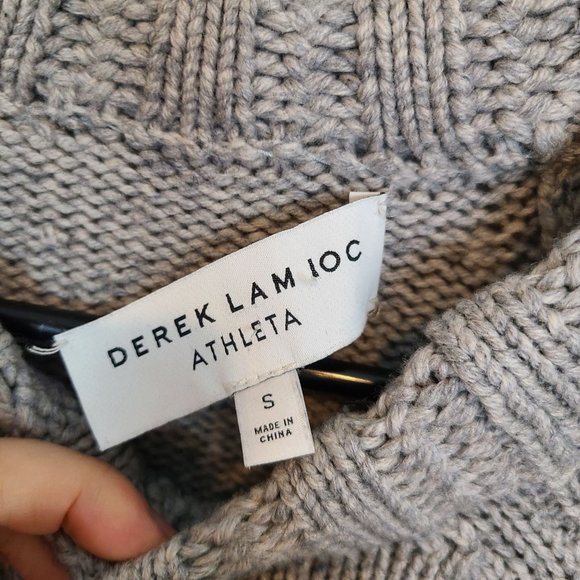 DEREK LAM 10C
ATHLETA
S
MADE IN
CHINA